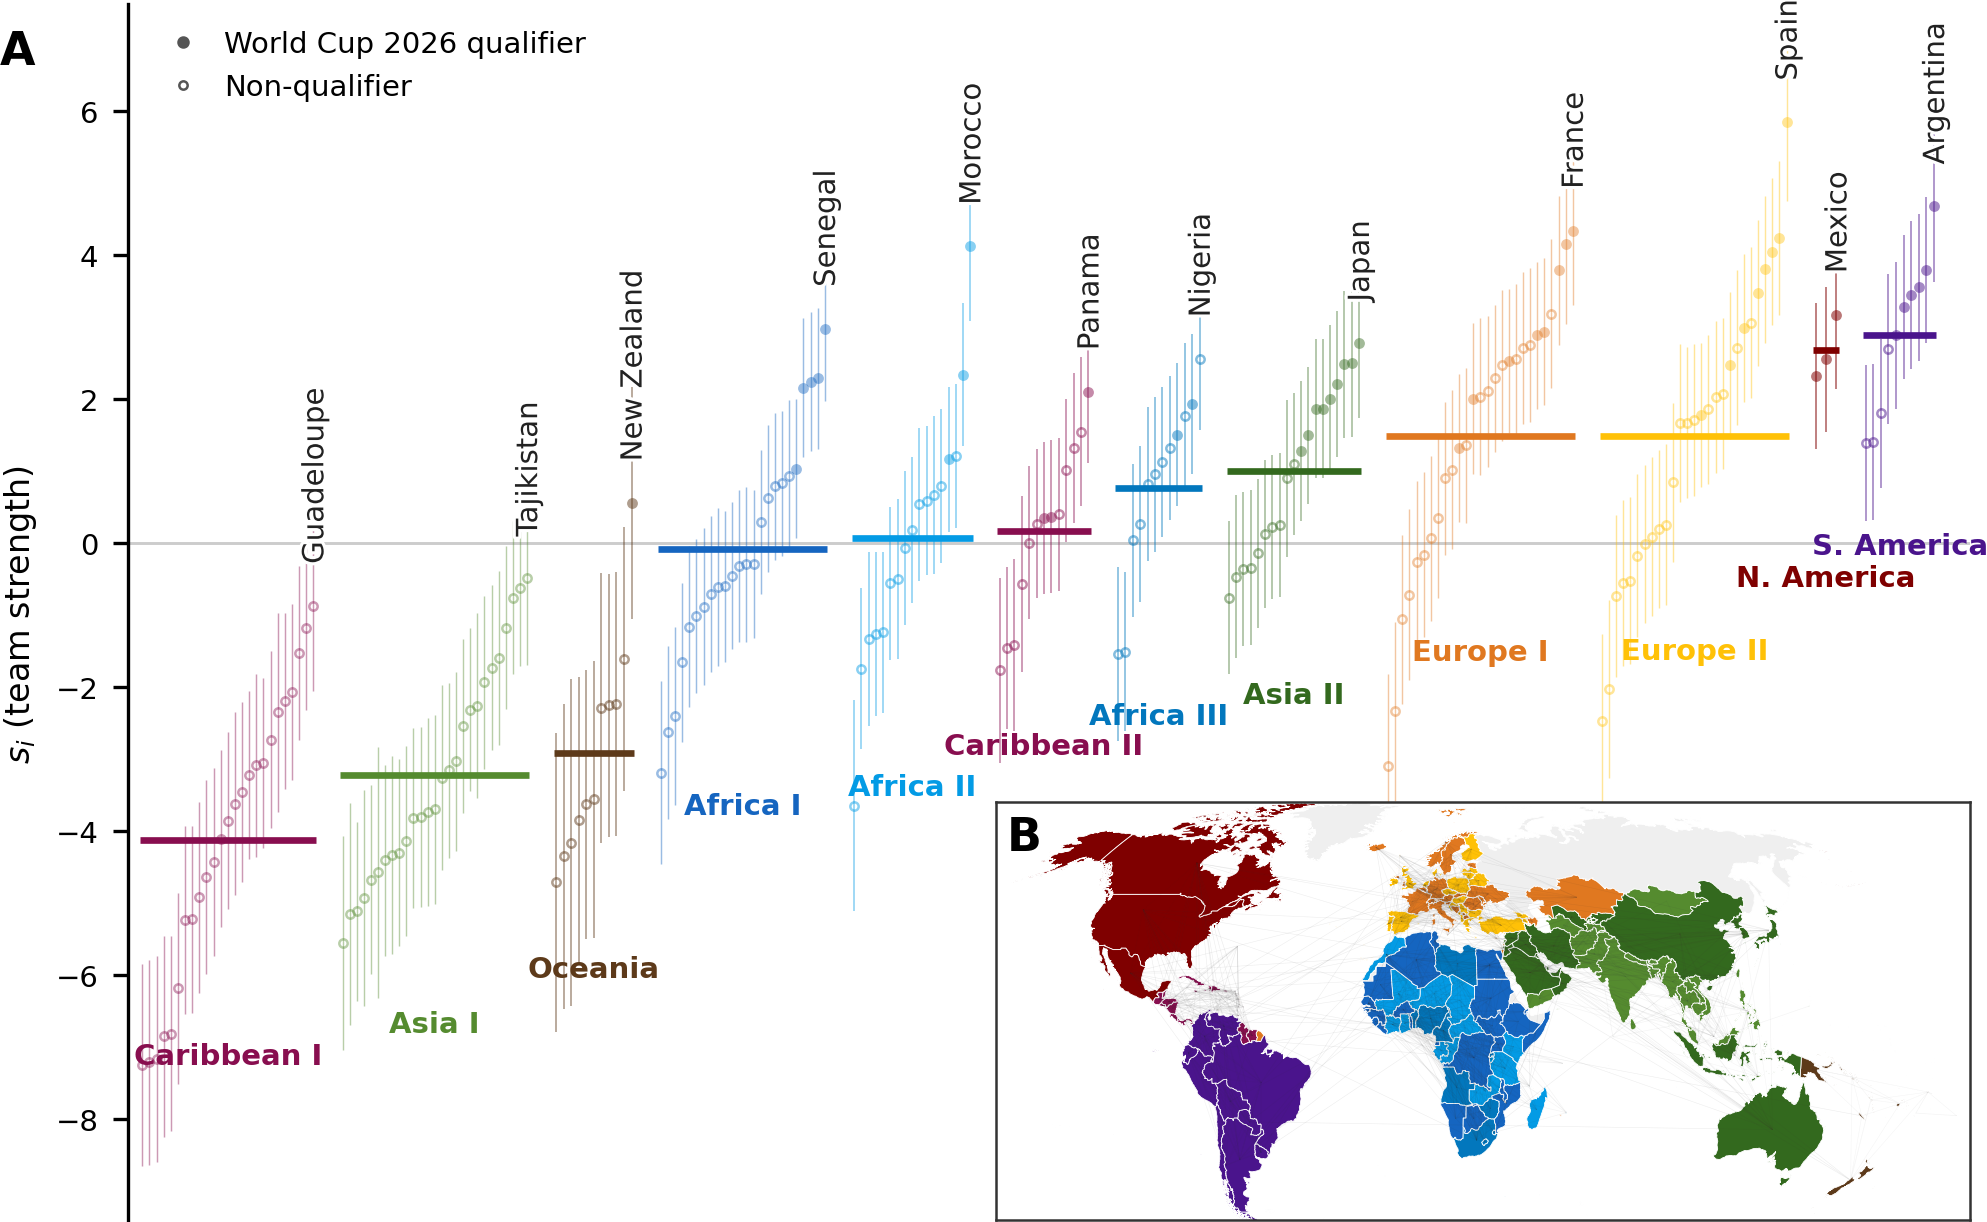 A
World Cup 2026 qualifier
Non-qualifier
s_i (team strength)
6
4
2
0
−2
−4
−6
−8
Guadeloupe
Tajikistan
New Zealand
Senegal
Morocco
Panama
Nigeria
Japan
France
Spain
Mexico
Argentina
Caribbean I
Asia I
Oceania
Africa I
Africa II
Caribbean II
Africa III
Asia II
Europe I
Europe II
N. America
S. America
B